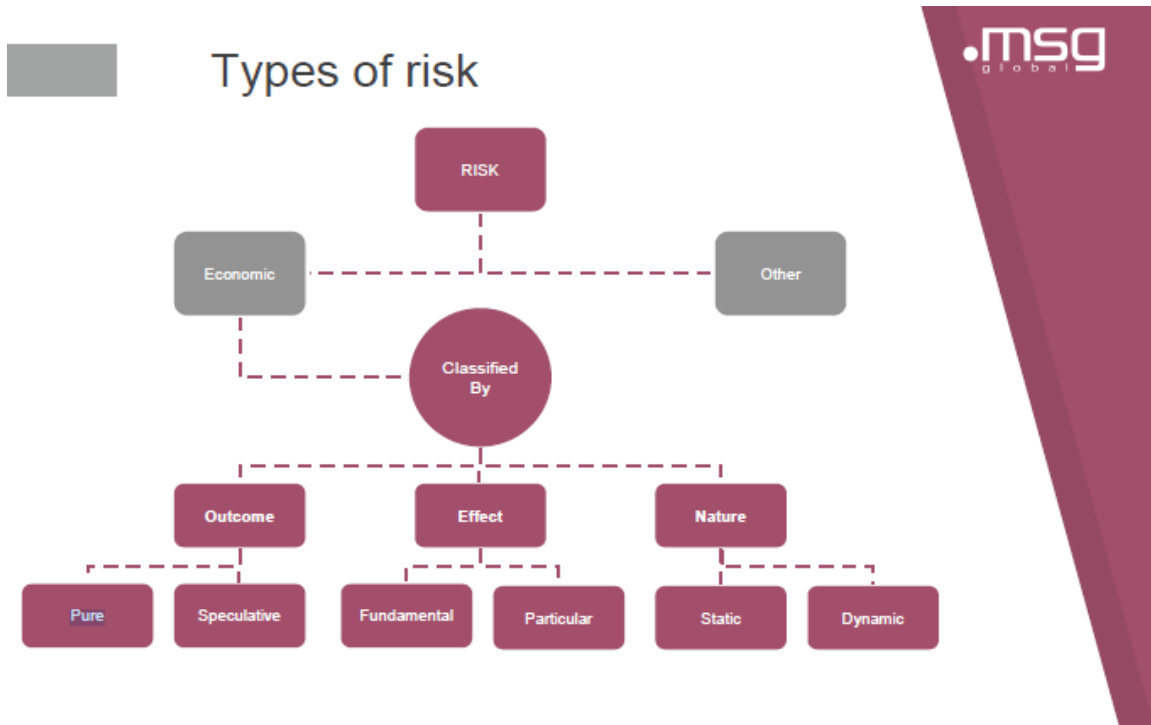 .msg
global
Types of risk
RISK
Economic
Other
Classified
By
Outcome
Effect
Nature
Pure
Speculative
Fundamental
Particular
Static
Dynamic